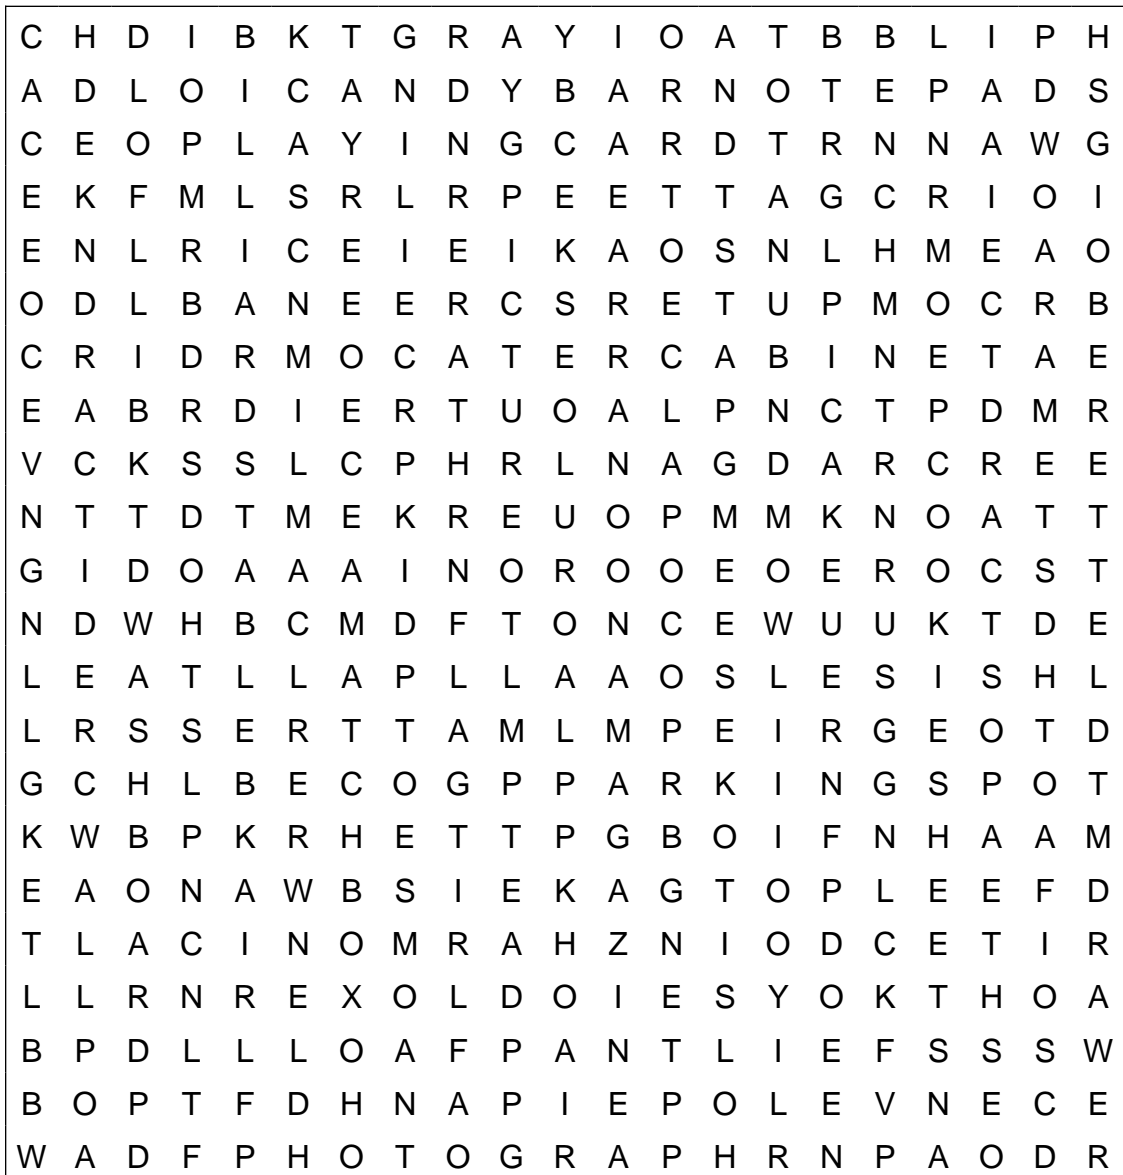 C H D I B K T G R A Y I O A T B B L I P H
A D L O I C A N D Y B A R N O T E P A D S
C E O P L A Y I N G C A R D T R N N A W G
E K F M L S R L R P E E T T A G C R I O I
E N L R I C E I E I K A O S N L H M E A O
O D L B A N E E R C S R E T U P M O C R B
C R I D R M O C A T E R C A B I N E T A E
E A B R D I E R T U O A L P N C T P D M R
V C K S S L C P H R L N A G D A R C R E E
N T T D T M E K R E U O P M M K N O A T T
G I D O A A A I N O R O O E O E R O C S T
N D W H B C M D F T O N C E W U U K T D E
L E A T L L A P L L A A O S L E S I S H L
L R S S E R T T A M L M P E I R G E O T D
G C H L B E C O G P P A R K I N G S P O T
K W B P K R H E T T P G B O I F N H A A M
E A O N A W B S I E K A G T O P L E E F D
T L A C I N O M R A H Z N I O D C E T I R
L L R N R E X O L D O I E S Y O K T H O A
B P D L L L O A F P A N T L I E F S S S W
B O P T F D H N A P I E P O L E V N E C E
W A D F P H O T O G R A P H R N P A O D R